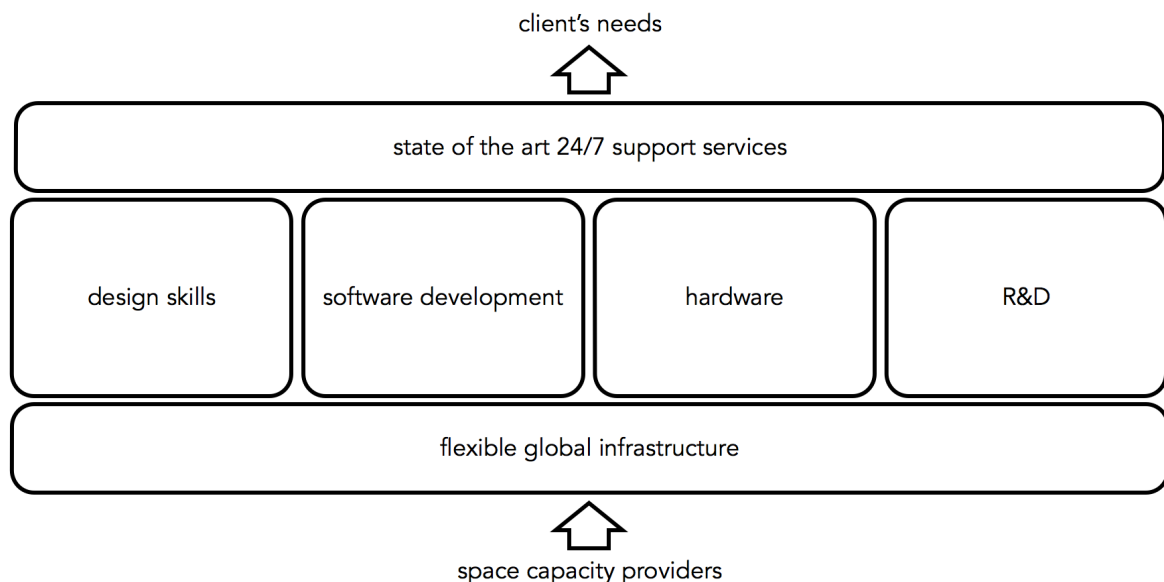 client’s needs
state of the art 24/7 support services
design skills
software development
hardware
R&D
flexible global infrastructure
space capacity providers